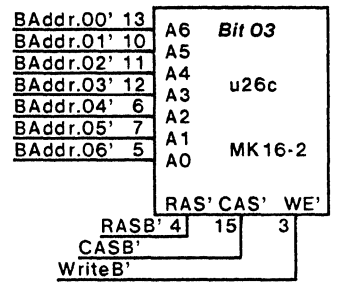 BAddr.00' 13 A6 Bit 03
BAddr.01' 10 A5
BAddr.02' 11 A4 u26c
BAddr.03' 12 A3
BAddr.04' 6 A2
BAddr.05' 7 A1
BAddr.06' 5 A0 MK16-2
RAS' CAS' WE'
RASB' 4 15 3
CASB'
WriteB'